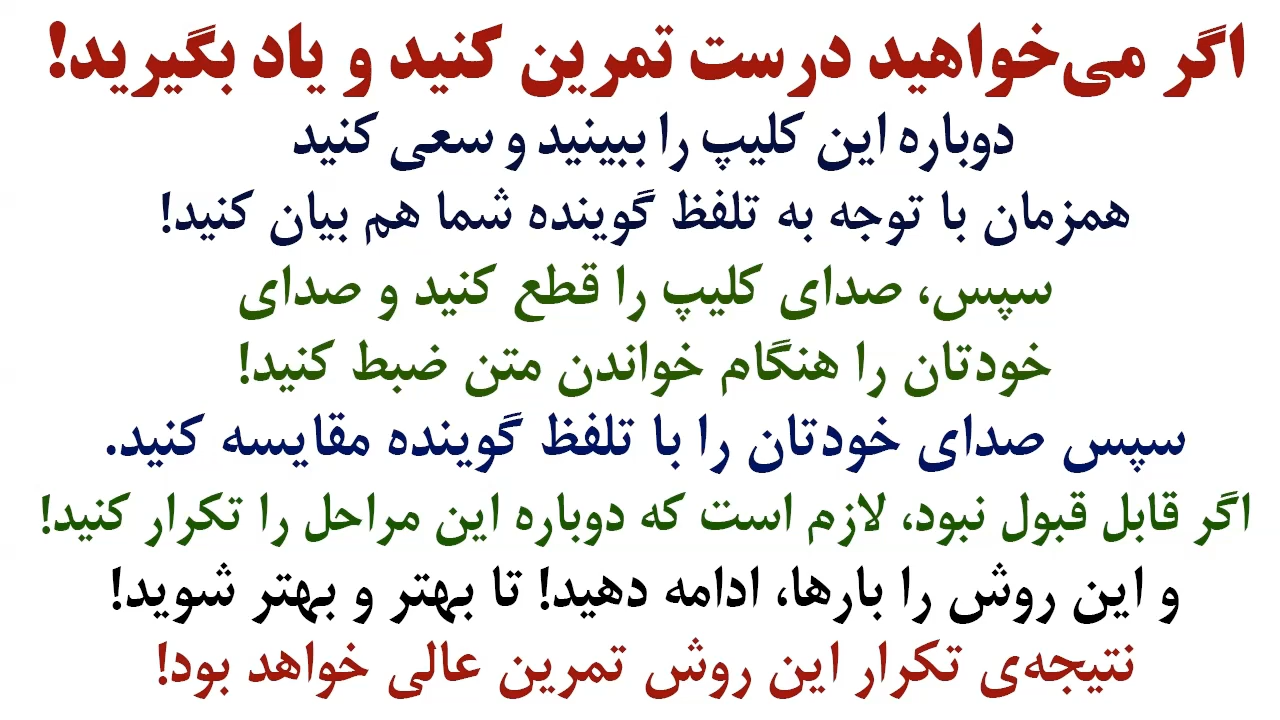 اگر می‌خواهید درست تمرین کنید و یاد بگیرید!
دوباره این کلیپ را ببینید و سعی کنید
همزمان با توجه به تلفظ گوینده شما هم بیان کنید!
سپس، صدای کلیپ را قطع کنید و صدای
خودتان را هنگام خواندن متن ضبط کنید!
سپس صدای خودتان را با تلفظ گوینده مقایسه کنید.
اگر قابل قبول نبود، لازم است که دوباره این مراحل را تکرار کنید!
و این روش را بارها، ادامه دهید! تا بهتر و بهتر شوید!
نتیجه‌ی تکرار این روش تمرین عالی خواهد بود!